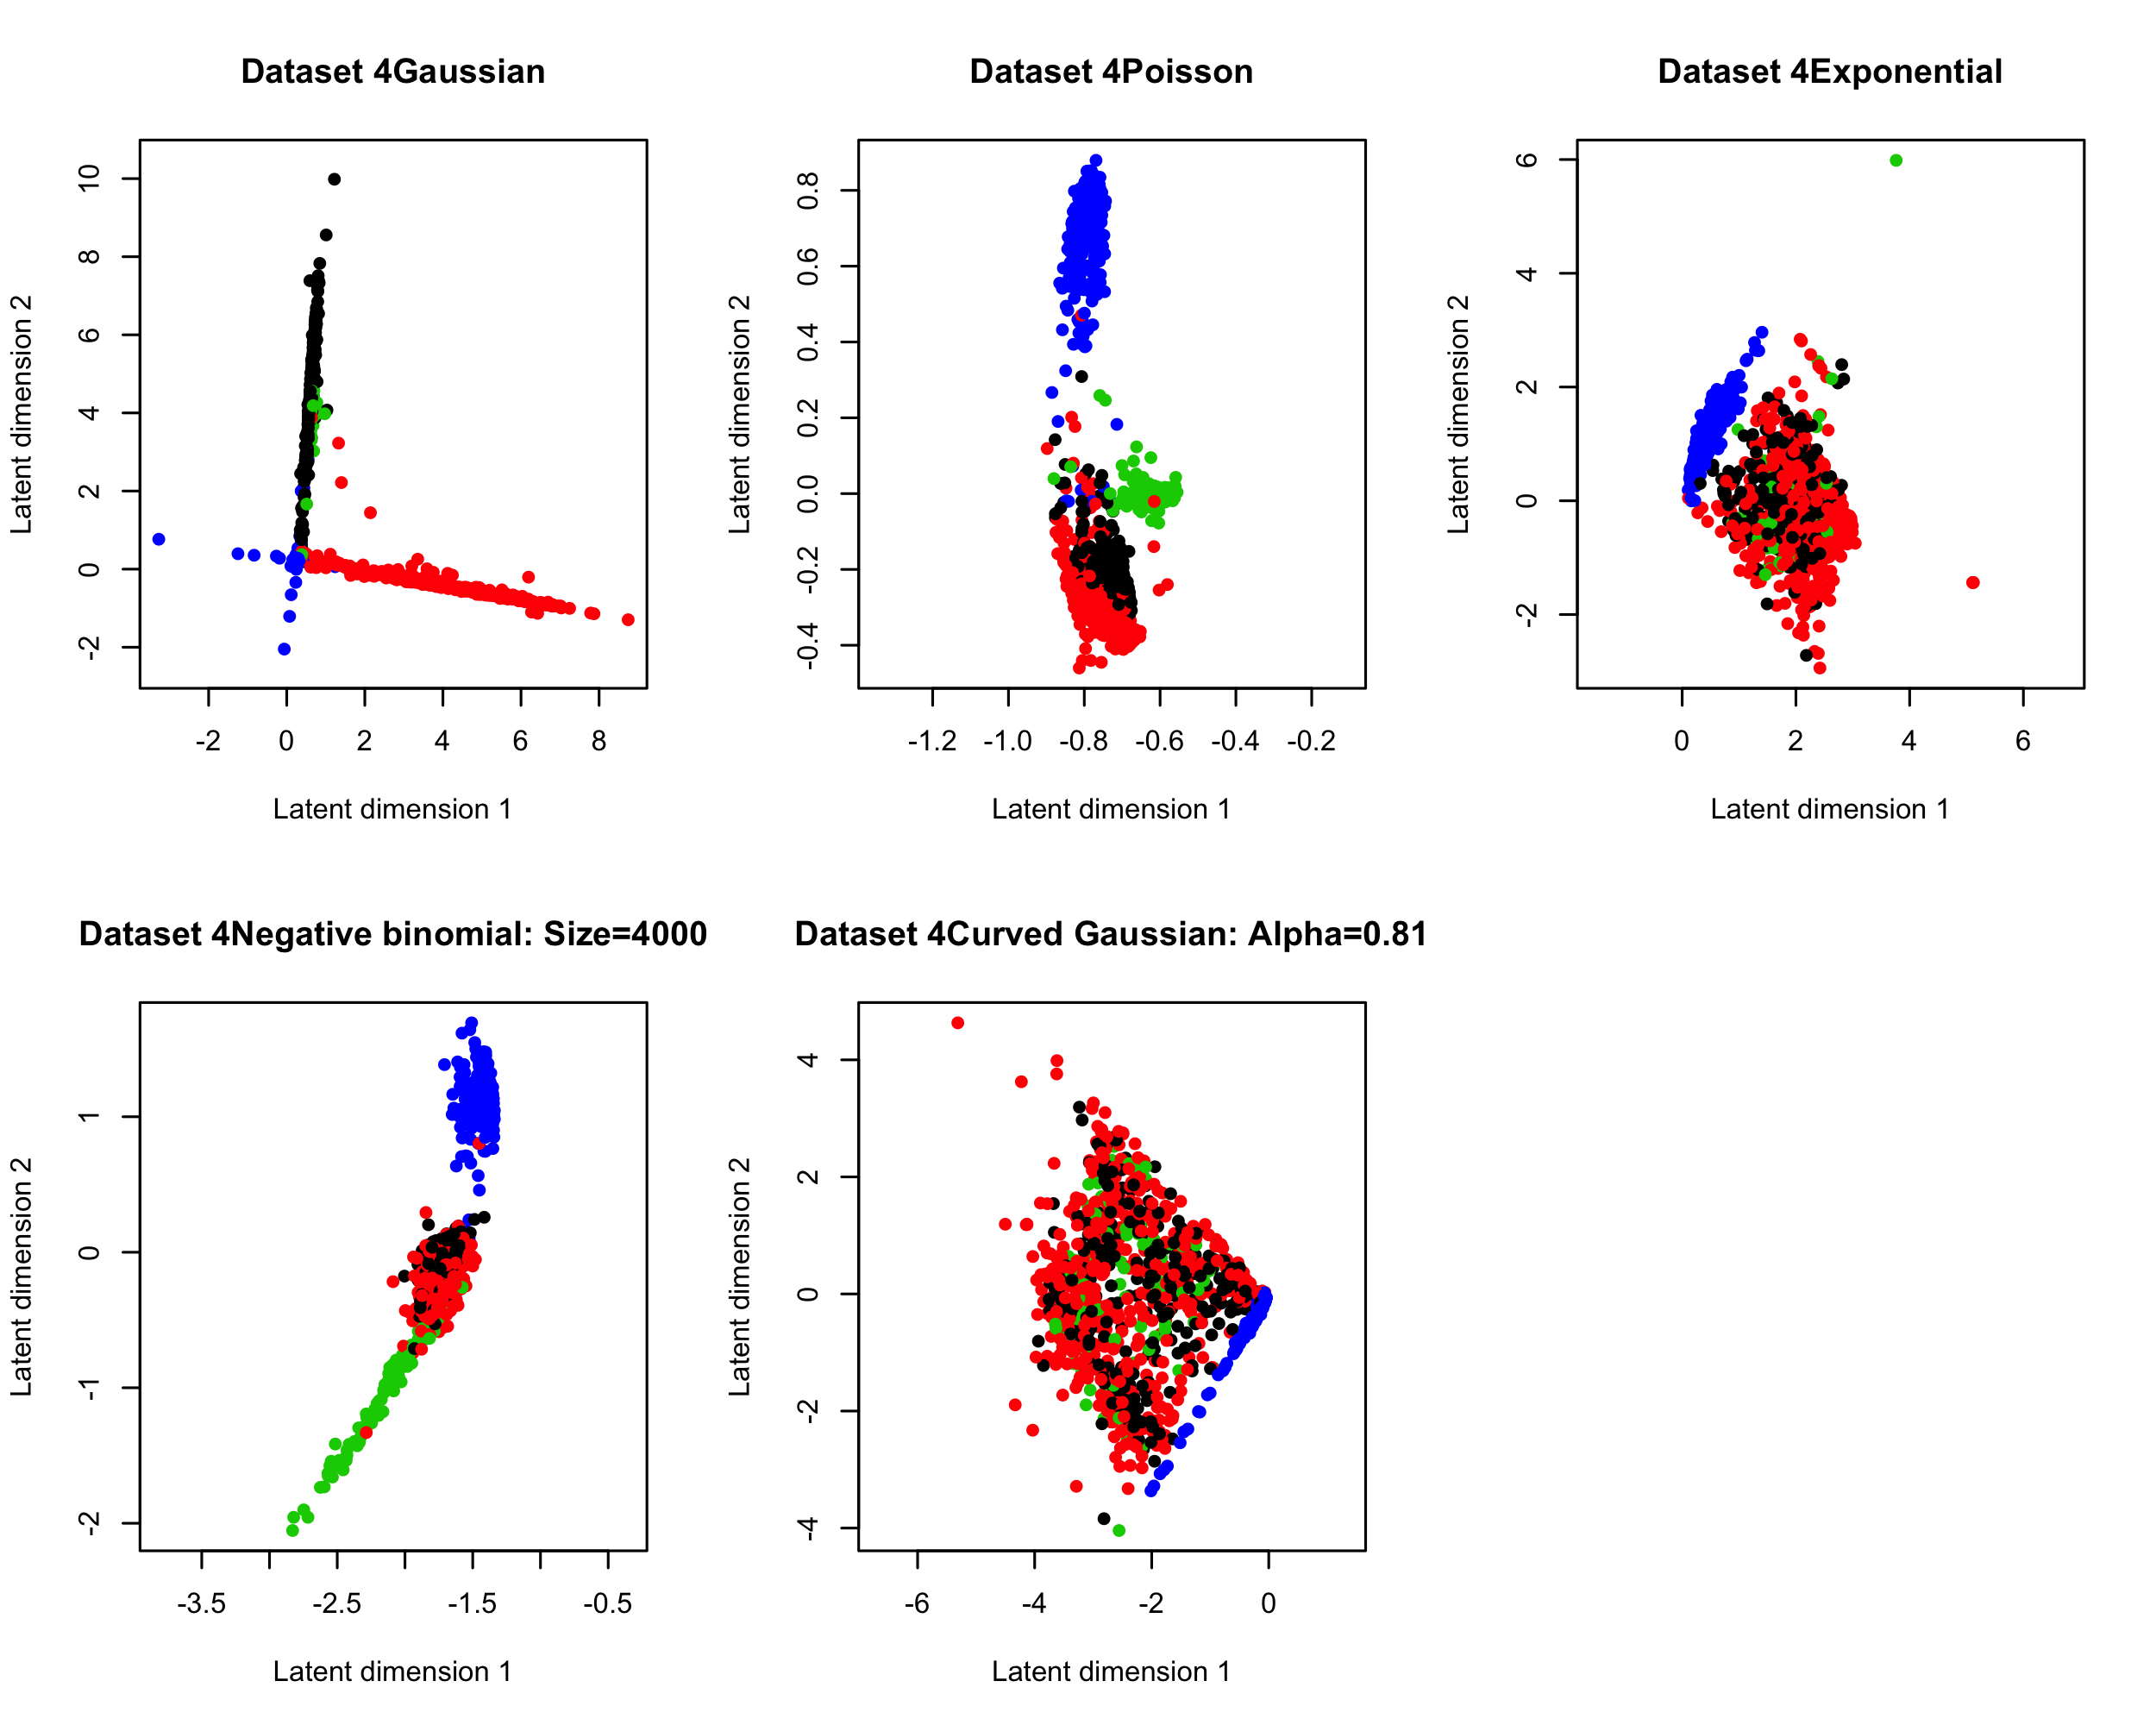 Dataset 4Gaussian
Latent dimension 2
10
8
6
4
2
0
-2
-2 0 2 4 6 8
Latent dimension 1
Dataset 4Poisson
Latent dimension 2
0.8
0.6
0.4
0.2
0.0
-0.2
-0.4
-1.2 -1.0 -0.8 -0.6 -0.4 -0.2
Latent dimension 1
Dataset 4Exponential
Latent dimension 2
6
4
2
0
-2
0 2 4 6
Latent dimension 1
Dataset 4Negative binomial: Size=4000
Latent dimension 2
1
0
-1
-2
-3.5 -2.5 -1.5 -0.5
Latent dimension 1
Dataset 4Curved Gaussian: Alpha=0.81
Latent dimension 2
4
2
0
-2
-4
-6 -4 -2 0
Latent dimension 1